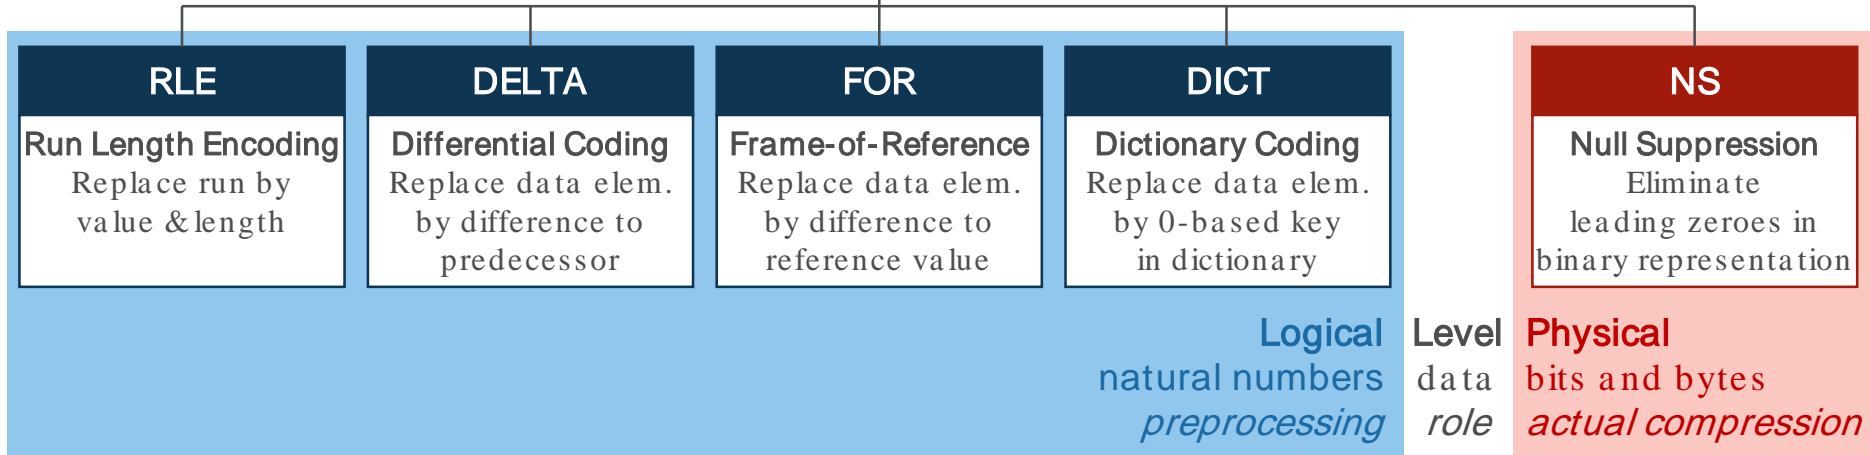 RLE
Run Length Encoding
Replace run by
value & length
DELTA
Differential Coding
Replace data elem.
by difference to
predecessor
FOR
Frame-of-Reference
Replace data elem.
by difference to
reference value
DICT
Dictionary Coding
Replace data elem.
by 0-based key
in dictionary
NS
Null Suppression
Eliminate
leading zeroes in
binary representation
Logical Level Physical
natural numbers data bits and bytes
preprocessing role actual compression